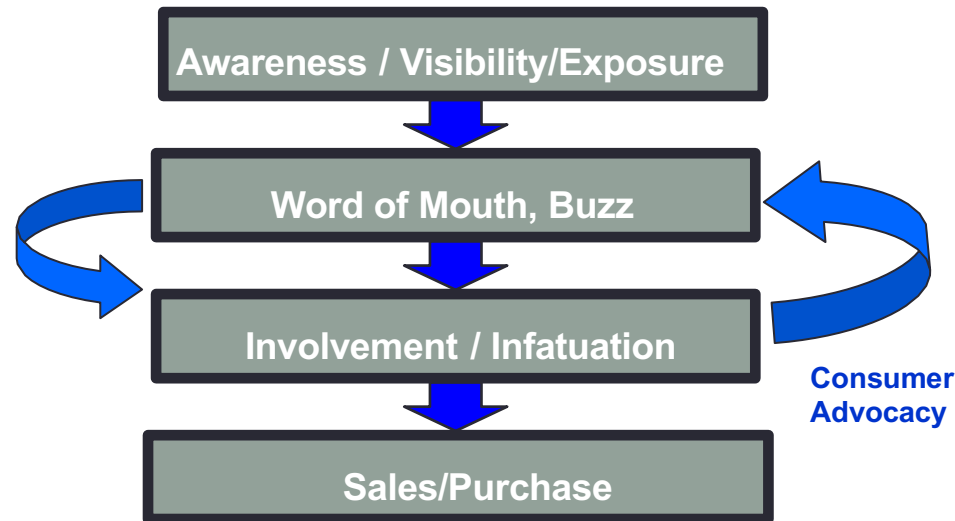 Awareness / Visibility/Exposure
Word of Mouth, Buzz
Involvement / Infatuation
Consumer
Advocacy
Sales/Purchase